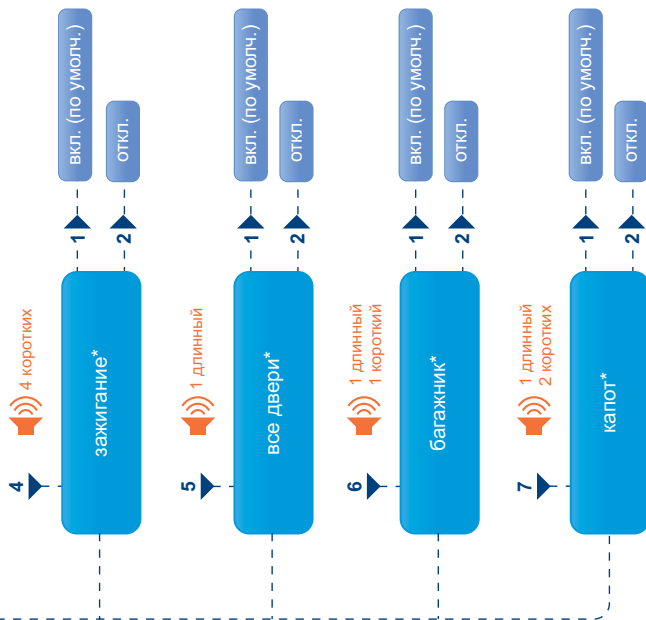 4
4 коротких
зажигание*
1
вкл. (по умолч.)
2
откл.
5
1 длинный
все двери*
1
вкл. (по умолч.)
2
откл.
6
1 длинный
1 короткий
багажник*
1
вкл. (по умолч.)
2
откл.
7
1 длинный
2 коротких
капот*
1
вкл. (по умолч.)
2
откл.